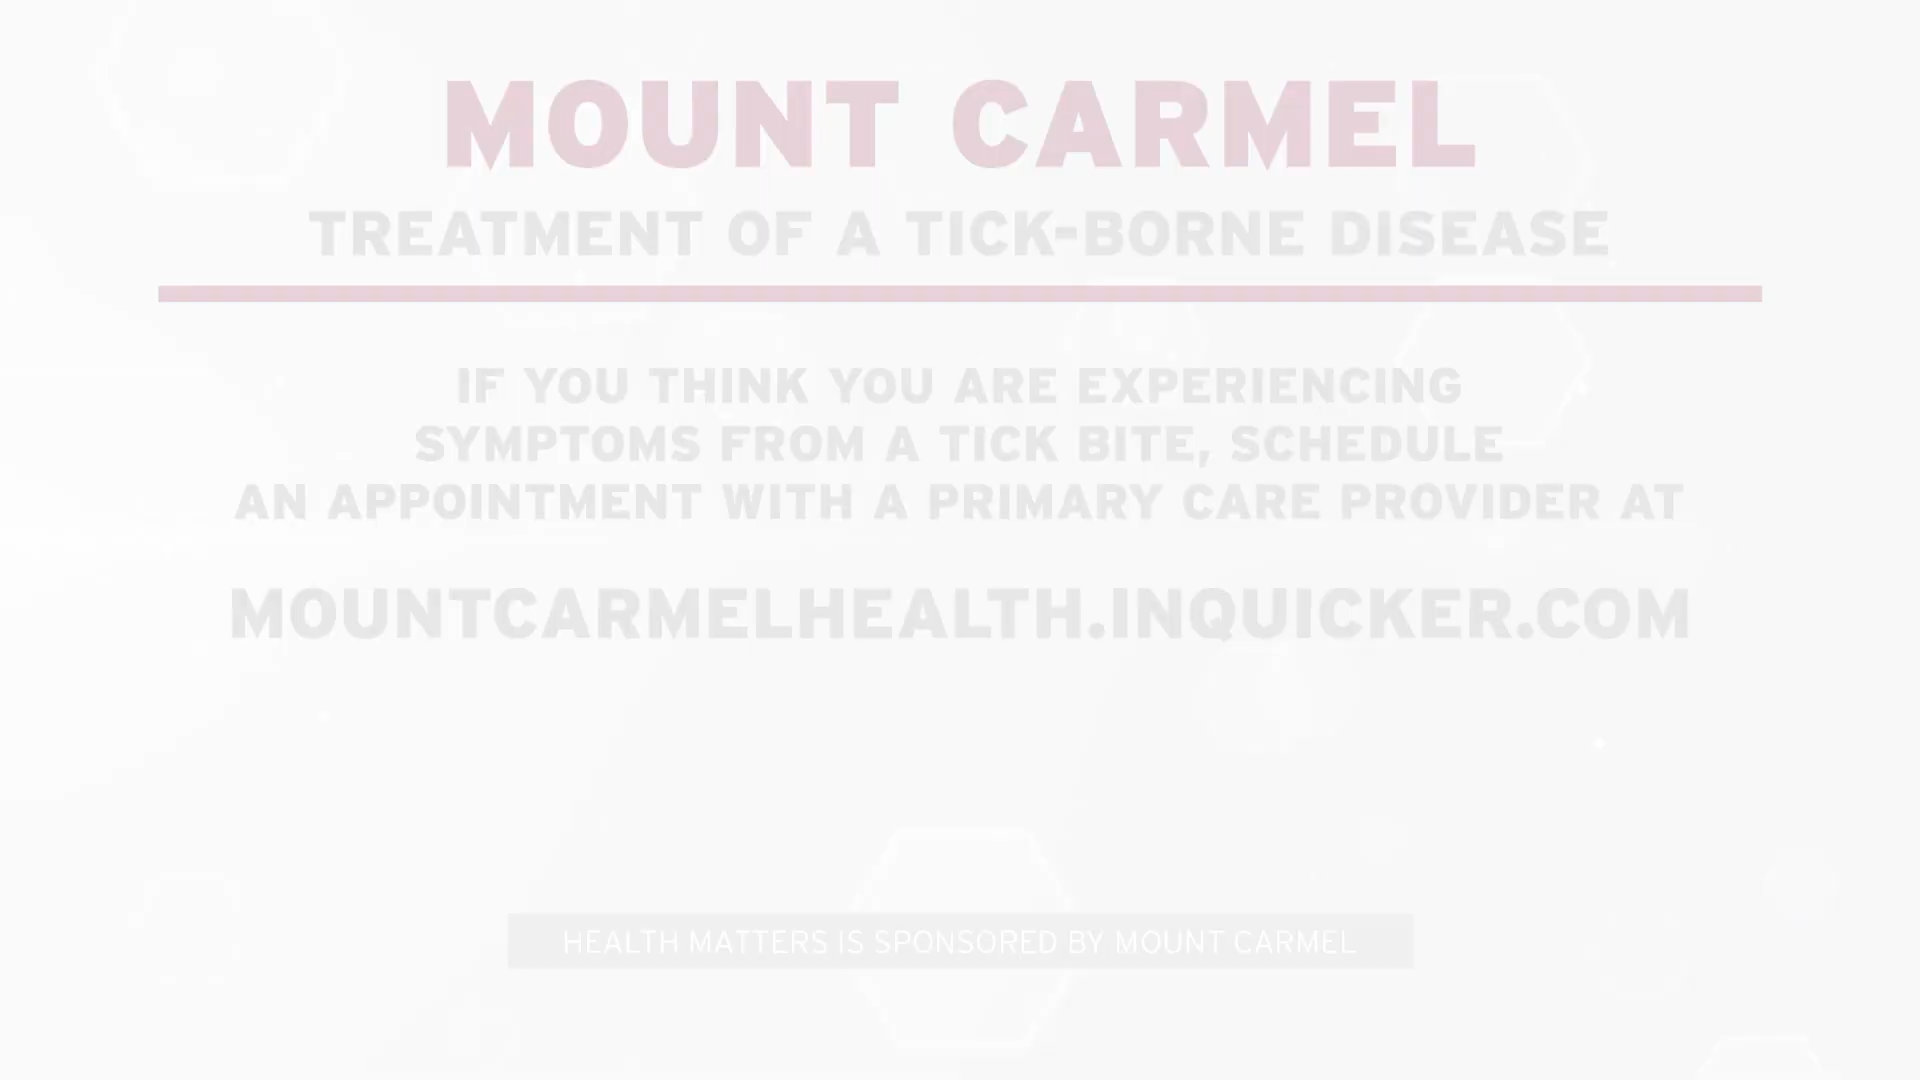 MOUNT CARMEL
TREATMENT OF A TICK-BORNE DISEASE
IF YOU THINK YOU ARE EXPERIENCING
SYMPTOMS FROM A TICK BITE, SCHEDULE
AN APPOINTMENT WITH A PRIMARY CARE PROVIDER AT
MOUNTCARMELHEALTH.INQUICKER.COM
HEALTH MATTERS IS SPONSORED BY MOUNT CARMEL